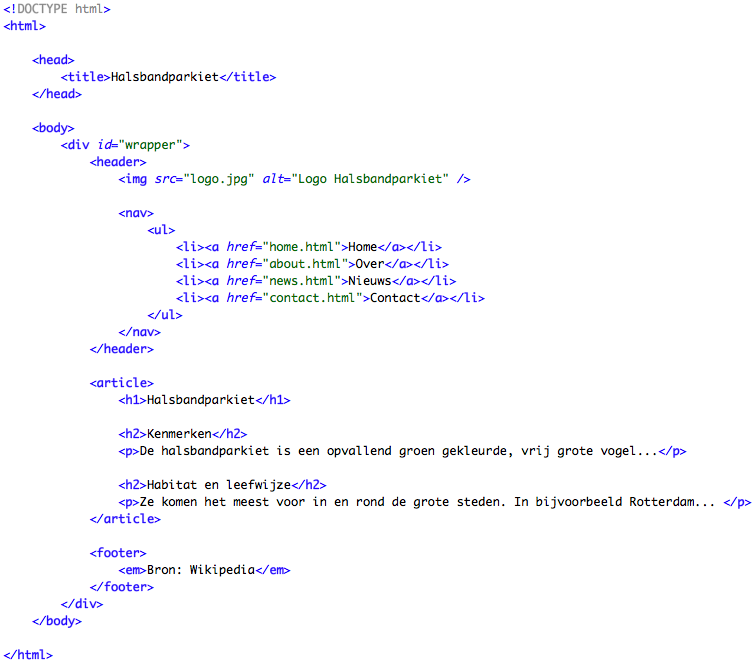 <!DOCTYPE html>
<html>
<head>
<title>Halsbandparkiet</title>
</head>
<body>
<div id="wrapper">
<header>
<img src="logo.jpg" alt="Logo Halsbandparkiet" />
<nav>
<ul>
<li><a href="home.html">Home</a></li>
<li><a href="about.html">Over</a></li>
<li><a href="news.html">Nieuws</a></li>
<li><a href="contact.html">Contact</a></li>
</ul>
</nav>
</header>
<article>
<h1>Halsbandparkiet</h1>
<h2>Kenmerken</h2>
<p>De halsbandparkiet is een opvallend groen gekleurde, vrij grote vogel...</p>
<h2>Habitat en leefwijze</h2>
<p>Ze komen het meest voor in en rond de grote steden. In bijvoorbeeld Rotterdam... </p>
</article>
<footer>
<em>Bron: Wikipedia</em>
</footer>
</div>
</body>
</html>